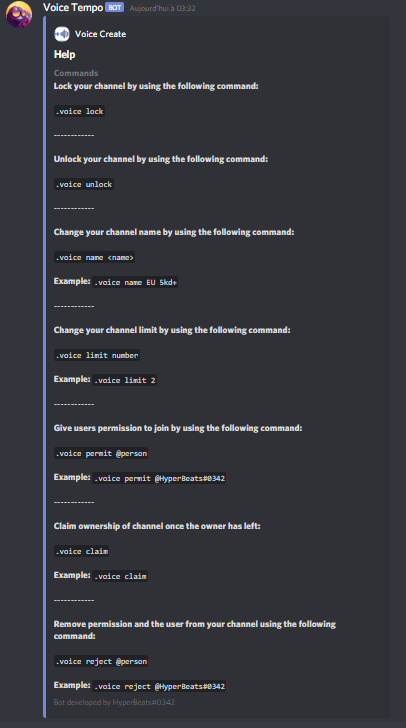 Voice Tempo BOT Aujourd'hui à 03:32
Voice Create
Help
Commands
Lock your channel by using the following command:
.voice lock
------------
Unlock your channel by using the following command:
.voice unlock
------------
Change your channel name by using the following command:
.voice name <name>
Example: .voice name EU 5kd+
------------
Change your channel limit by using the following command:
.voice limit number
Example: .voice limit 2
------------
Give users permission to join by using the following command:
.voice permit @person
Example: .voice permit @HyperBeats#0342
------------
Claim ownership of channel once the owner has left:
.voice claim
Example: .voice claim
------------
Remove permission and the user from your channel using the following
command:
.voice reject @person
Example: .voice reject @HyperBeats#0342
Bot developed by HyperBeats#0342